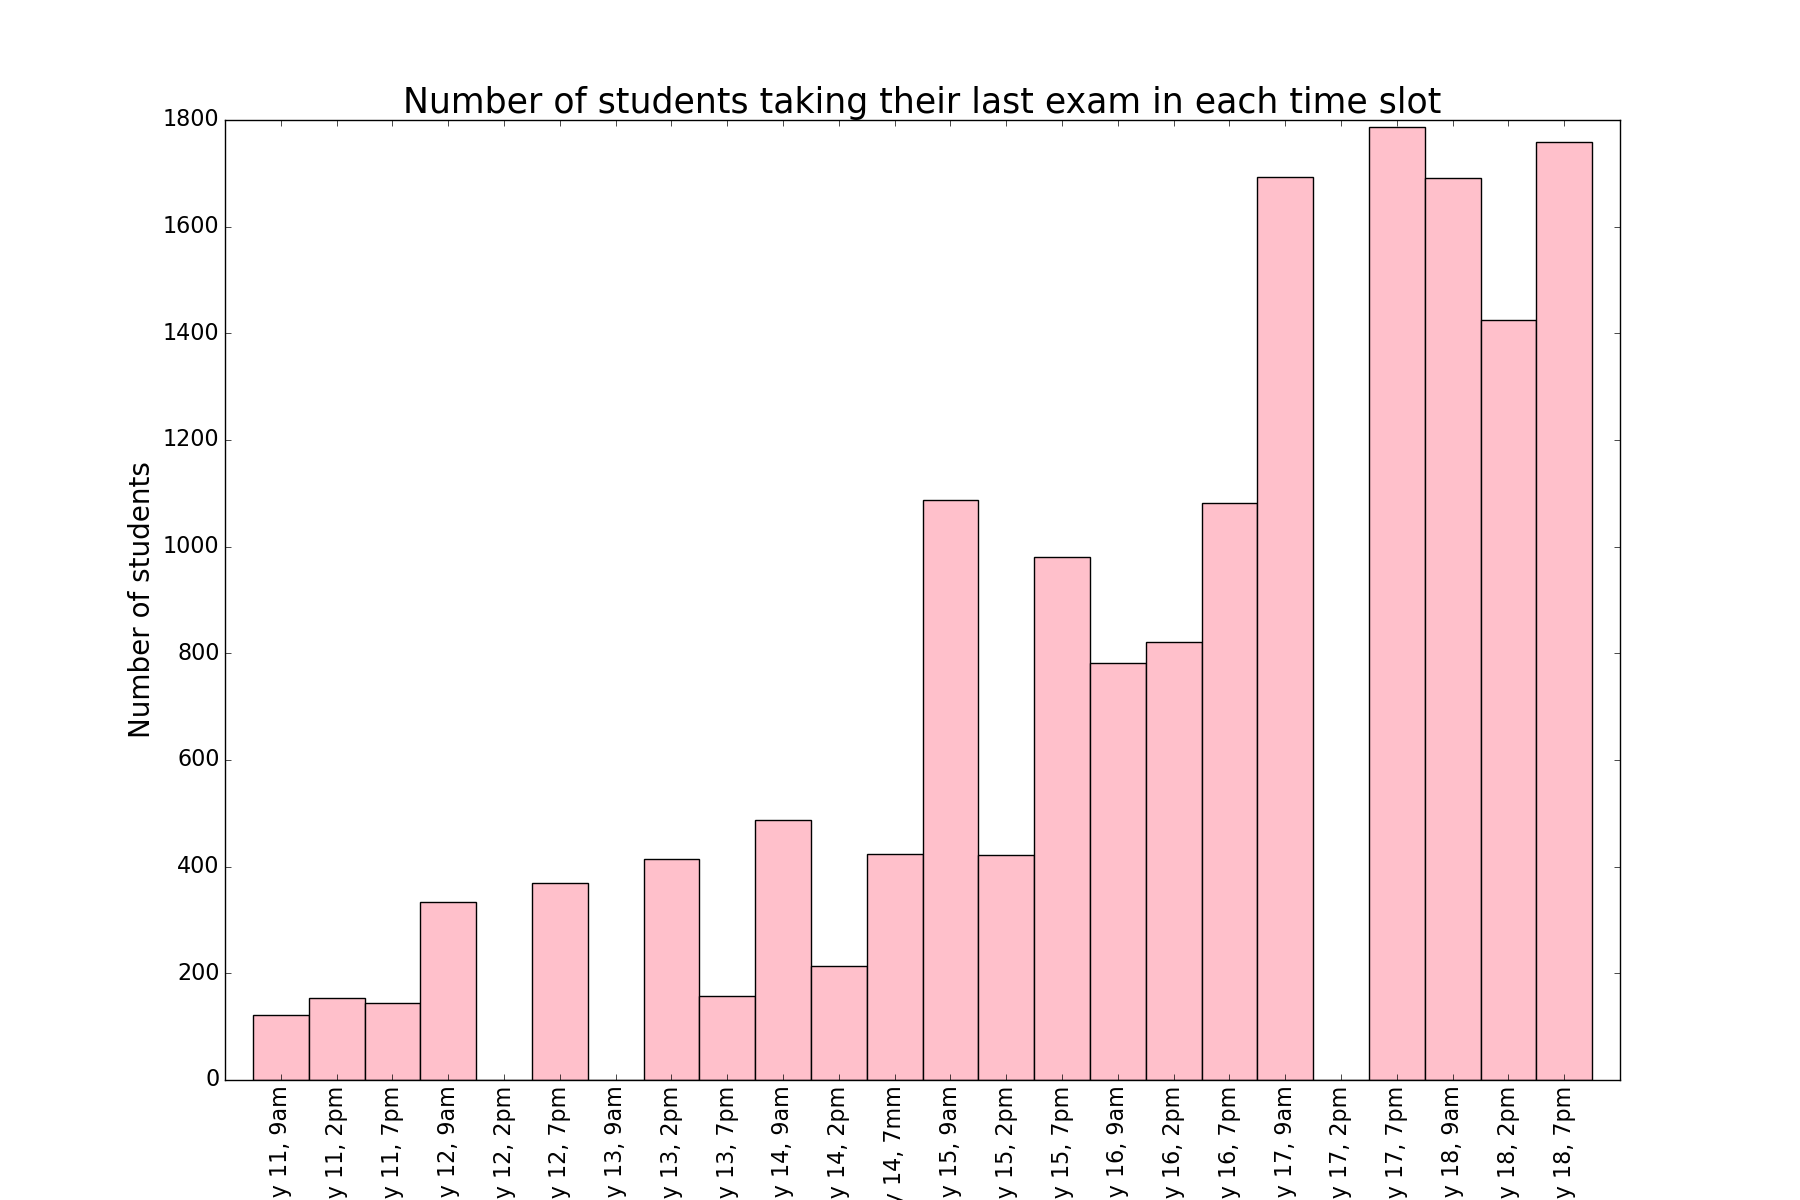 Number of students taking their last exam in each time slot
Number of students
1800
1600
1400
1200
1000
800
600
400
200
0
y 11, 9am
y 11, 2pm
y 11, 7pm
y 12, 9am
y 12, 2pm
y 12, 7pm
y 13, 9am
y 13, 2pm
y 13, 7pm
y 14, 9am
y 14, 2pm
y 14, 7mm
y 15, 9am
y 15, 2pm
y 15, 7pm
y 16, 9am
y 16, 2pm
y 16, 7pm
y 17, 9am
y 17, 2pm
y 17, 7pm
y 18, 9am
y 18, 2pm
y 18, 7pm